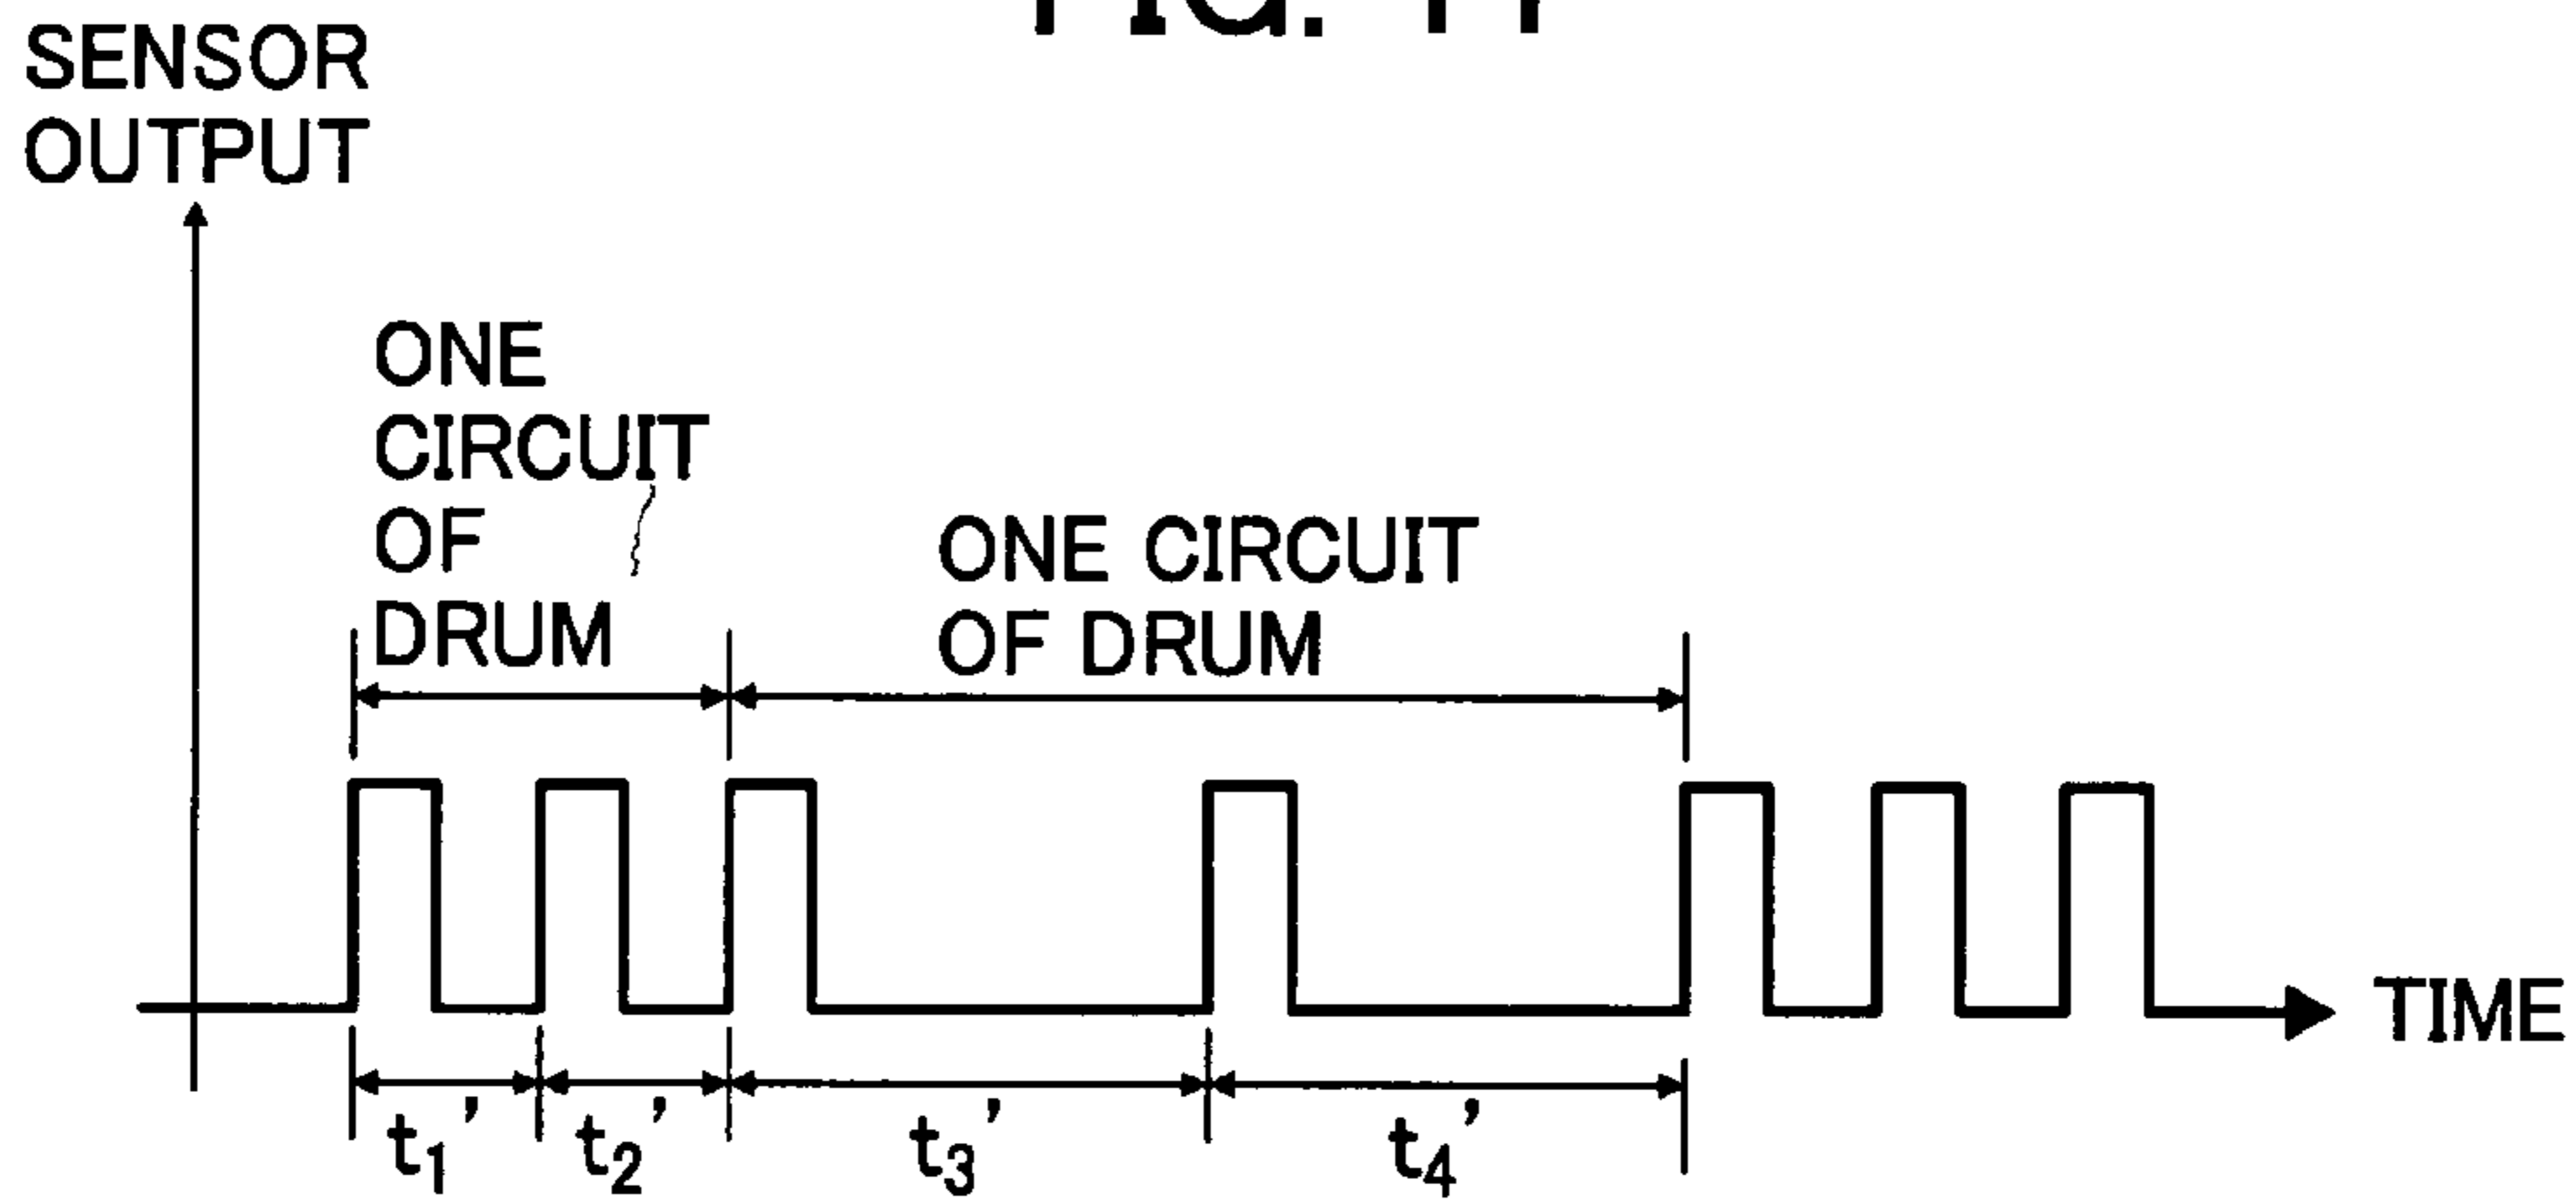 SENSOR
OUTPUT
ONE
CIRCUIT
OF
DRUM
ONE CIRCUIT
OF DRUM
TIME
t1’
t2’
t3’
t4’